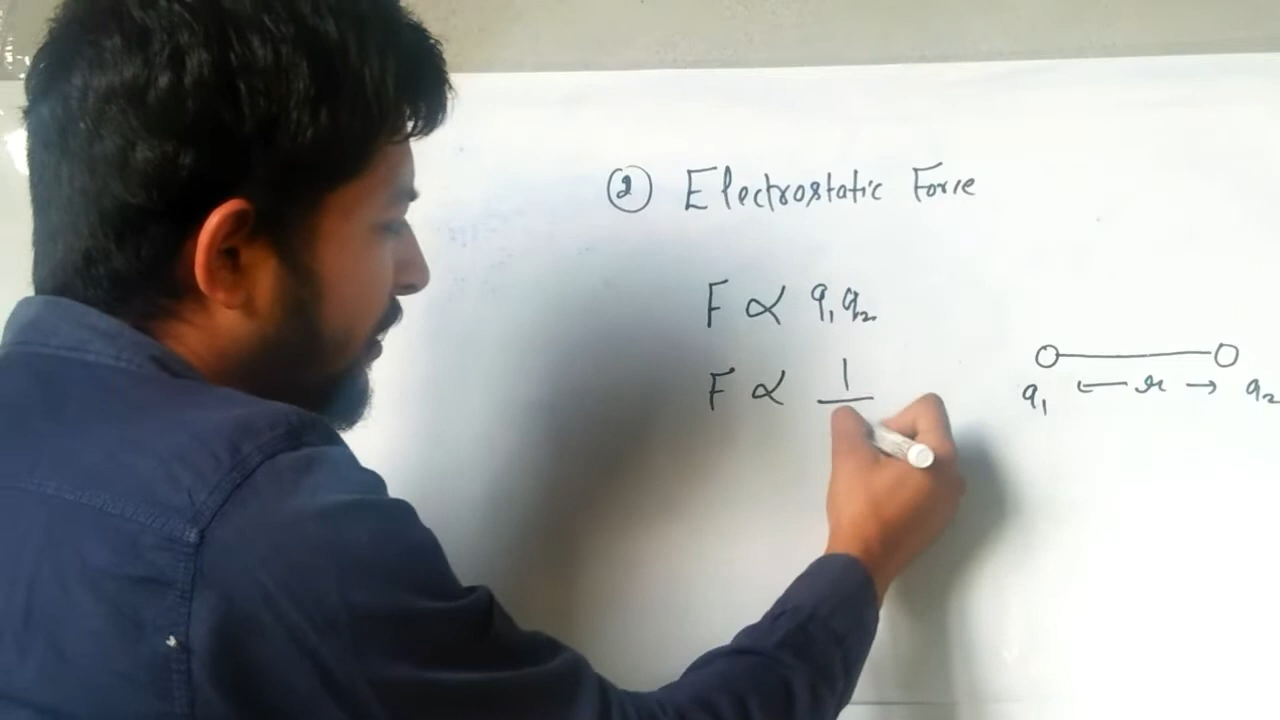 ② Electrostatic Force
F ∝ q₁q₂
F ∝ 1
q₁ ← r → q₂